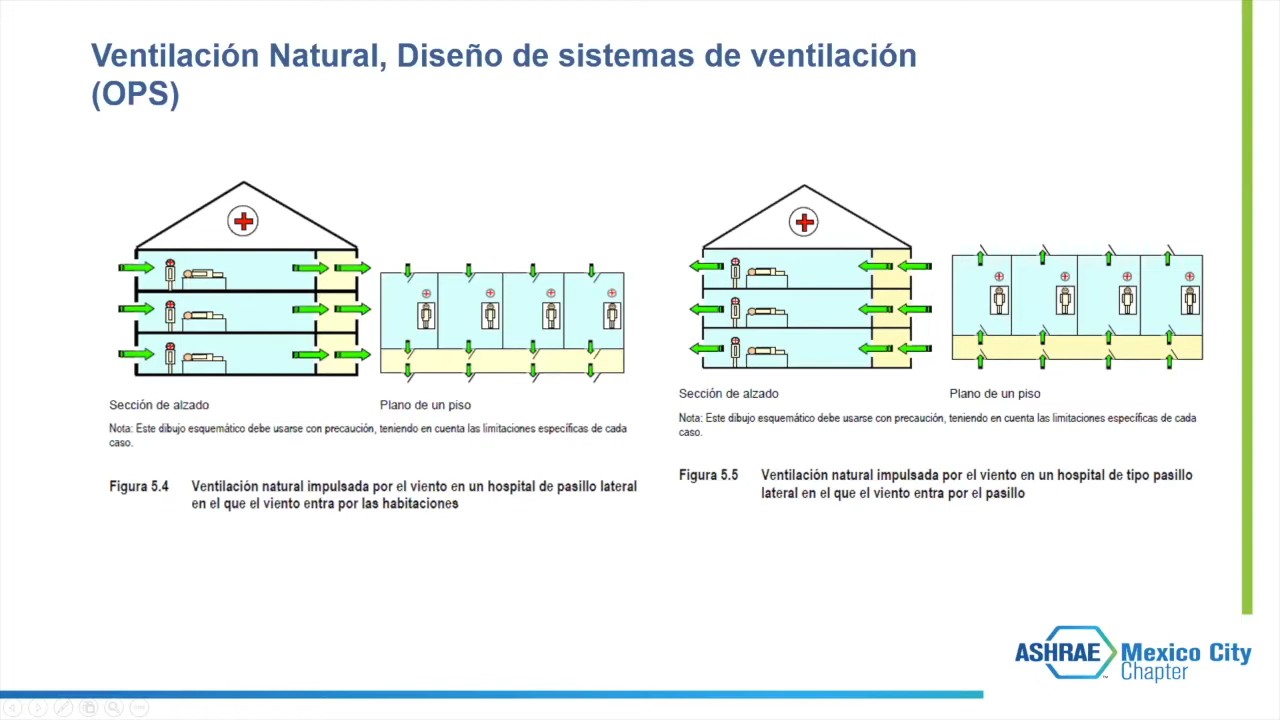 Ventilación Natural, Diseño de sistemas de ventilación
(OPS)
Sección de alzado
Plano de un piso
Nota: Este dibujo esquemático debe usarse con precaución, teniendo en cuenta las limitaciones específicas de cada
caso.
Figura 5.4 Ventilación natural impulsada por el viento en un hospital de pasillo lateral
en el que el viento entra por las habitaciones
Sección de alzado
Plano de un piso
Nota: Este dibujo esquemático debe usarse con precaución, teniendo en cuenta las limitaciones específicas de cada
caso.
Figura 5.5 Ventilación natural impulsada por el viento en un hospital de tipo pasillo
lateral en el que el viento entra por el pasillo
ASHRAE Mexico City
Chapter